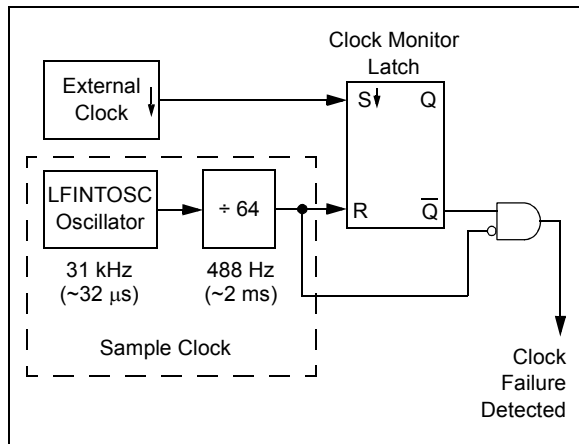 Clock Monitor
Latch
External
Clock
S
Q
LFINTOSC
Oscillator
÷ 64
R
Q̅
31 kHz
(~32 μs)
488 Hz
(~2 ms)
Sample Clock
Clock
Failure
Detected